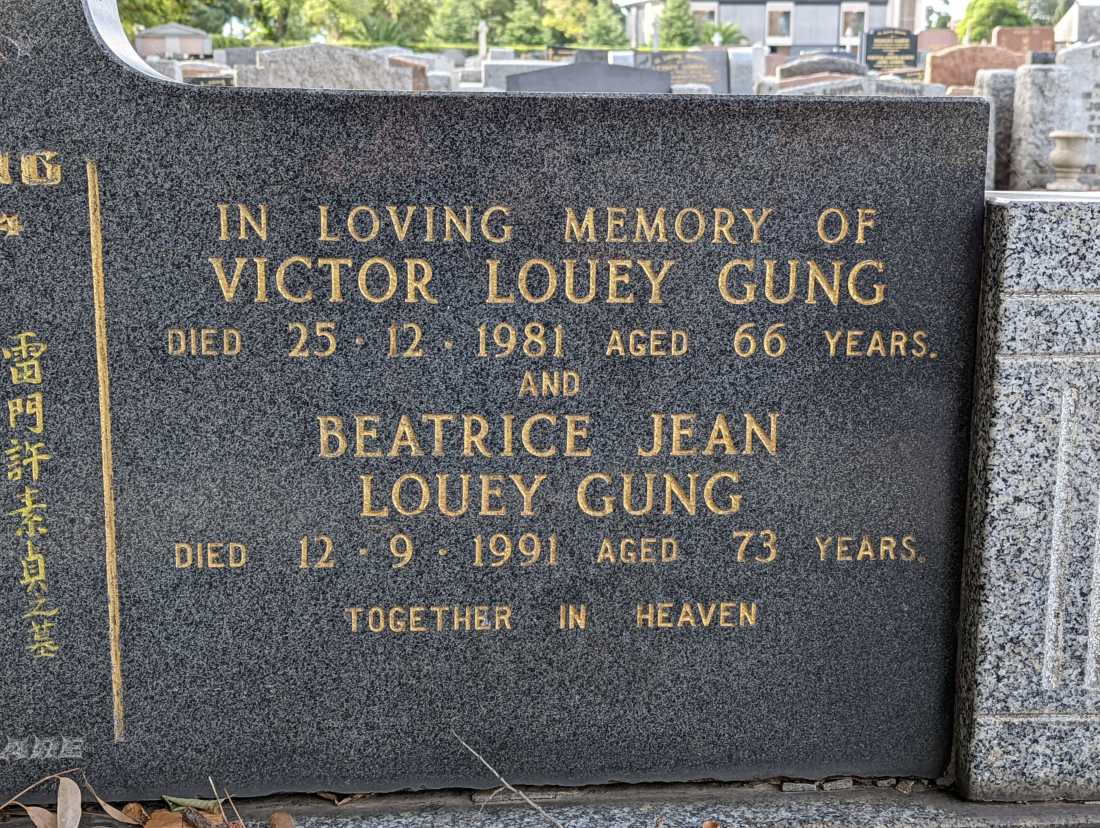 IN LOVING MEMORY OF
VICTOR LOUEY GUNG
DIED 25 · 12 · 1981 AGED 66 YEARS.
AND
BEATRICE JEAN
LOUEY GUNG
DIED 12 · 9 · 1991 AGED 73 YEARS.
TOGETHER IN HEAVEN
雷門許素貞之墓